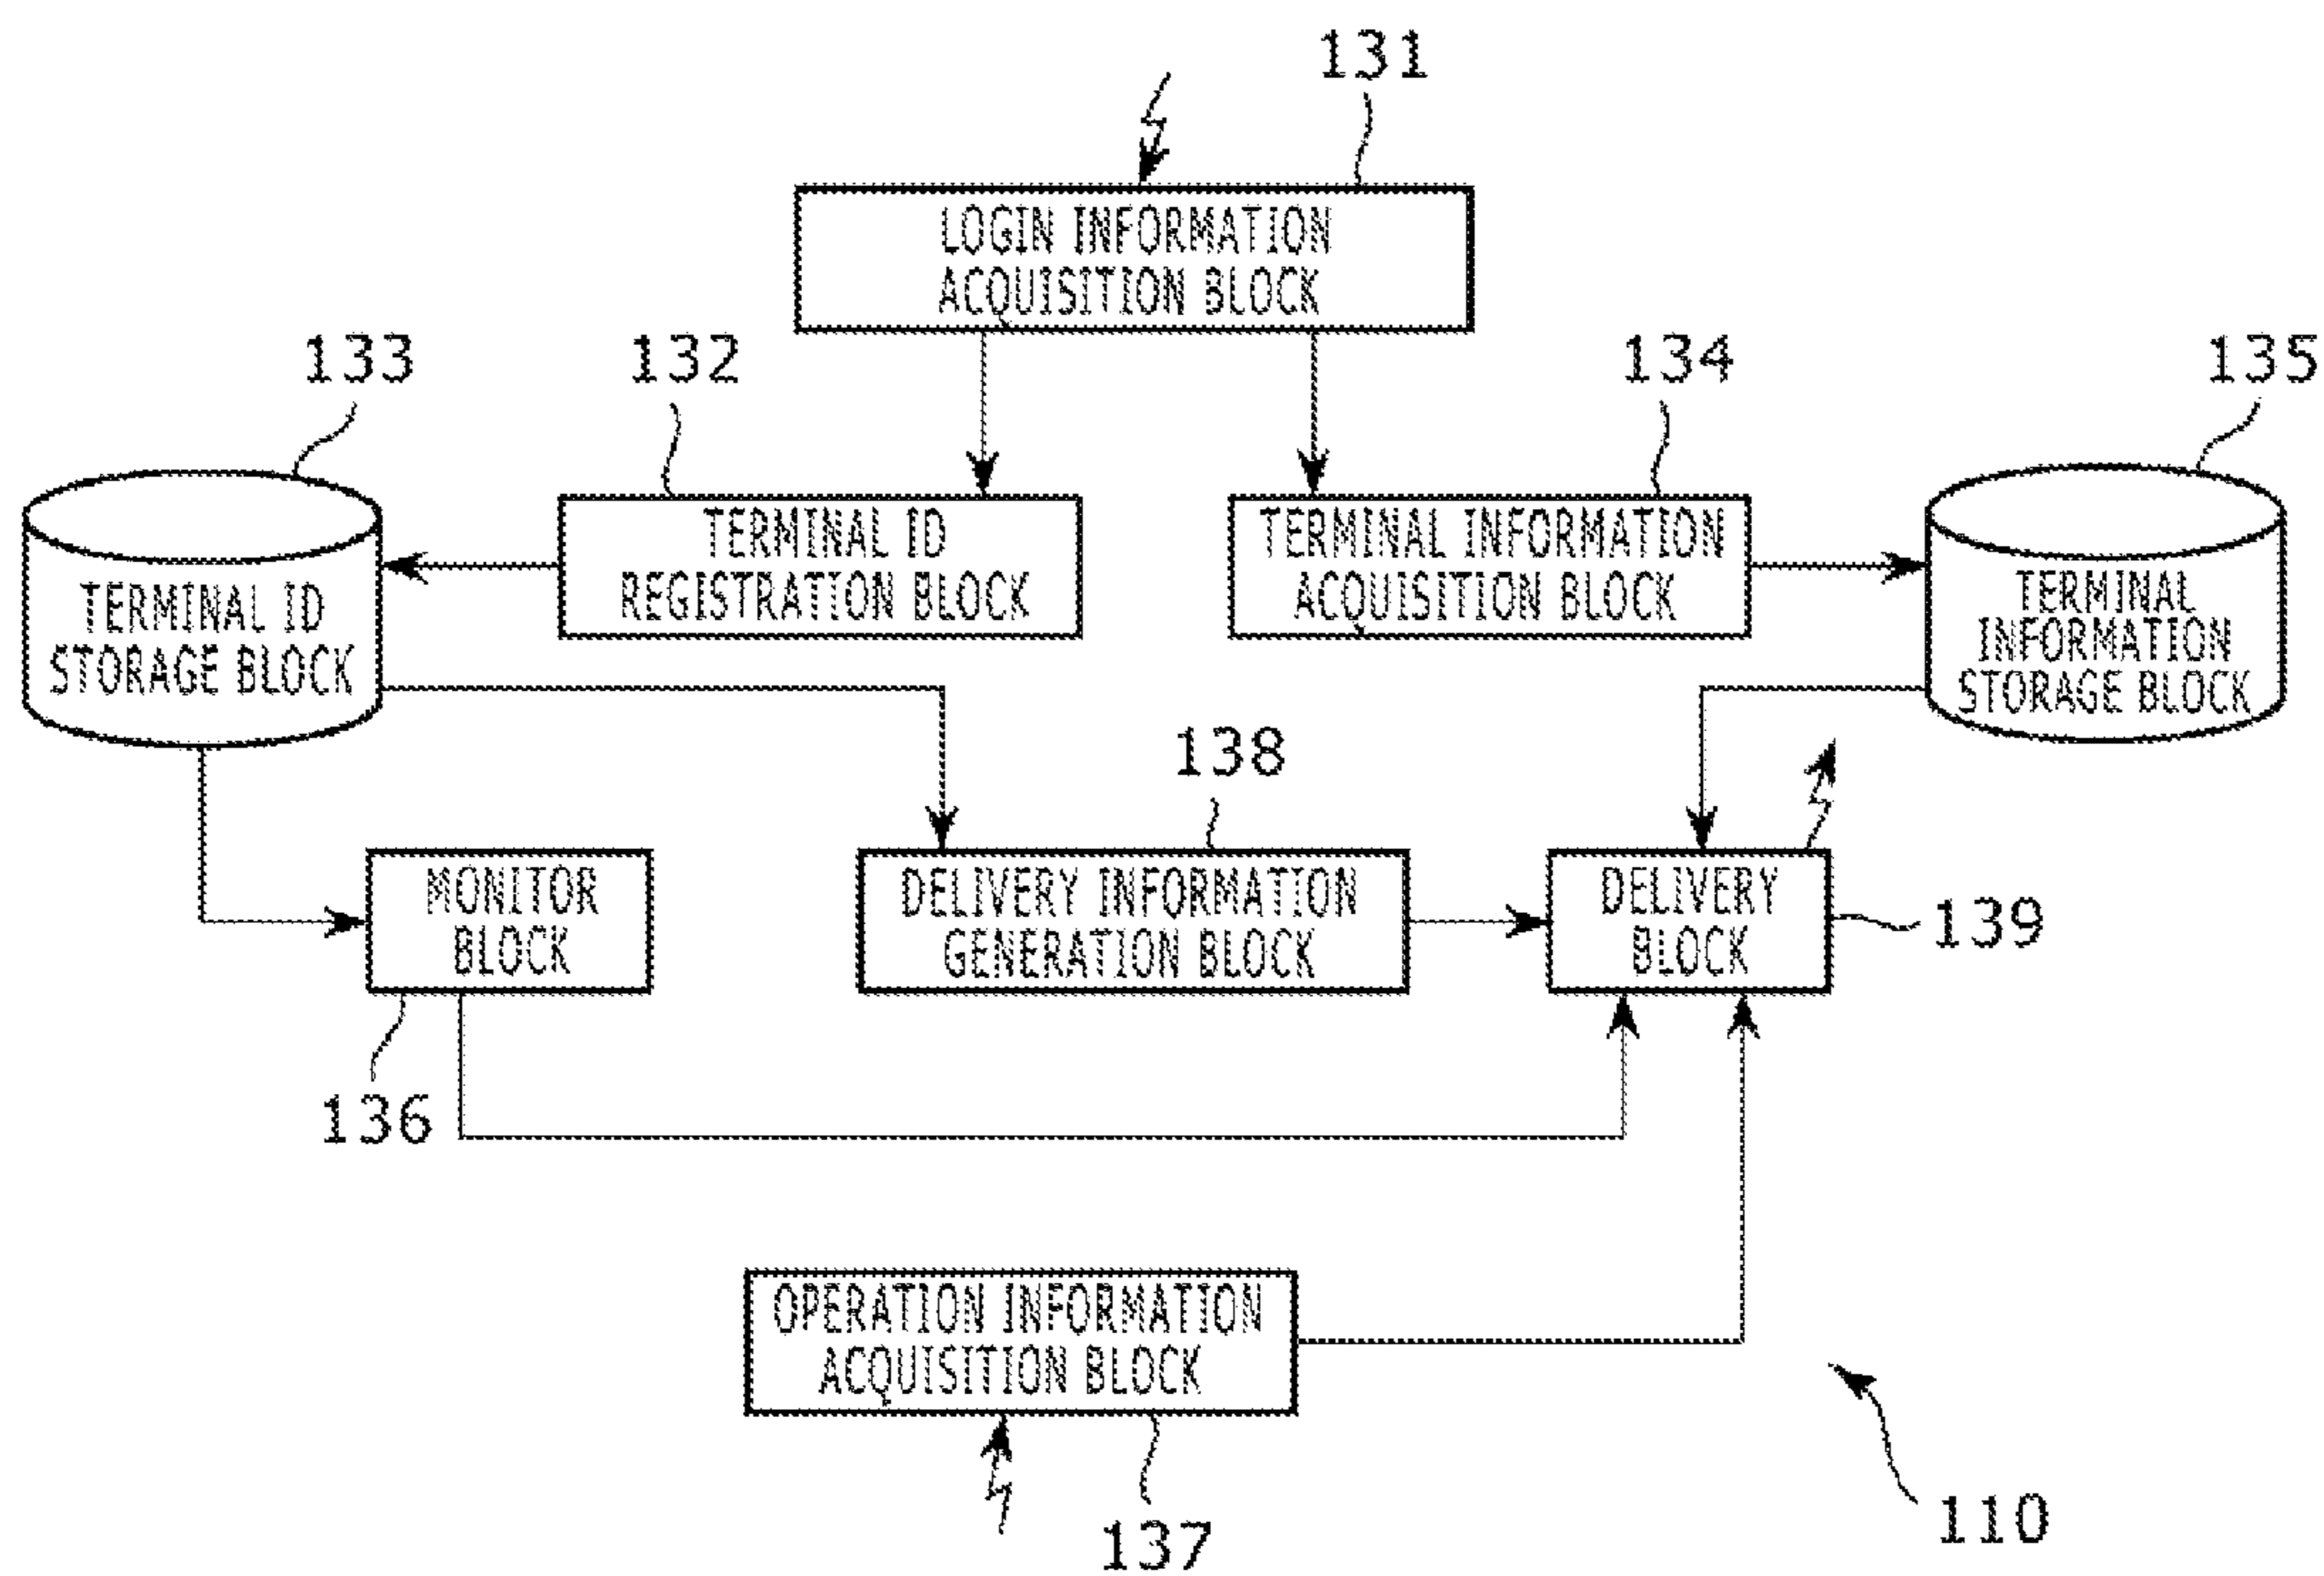 131
LOGIN INFORMATION
ACQUISITION BLOCK
133
132
134
135
TERMINAL ID
STORAGE BLOCK
TERMINAL ID
REGISTRATION BLOCK
TERMINAL INFORMATION
ACQUISITION BLOCK
TERMINAL
INFORMATION
STORAGE BLOCK
138
MONITOR
BLOCK
DELIVERY INFORMATION
GENERATION BLOCK
DELIVERY
BLOCK
139
136
OPERATION INFORMATION
ACQUISITION BLOCK
137
110